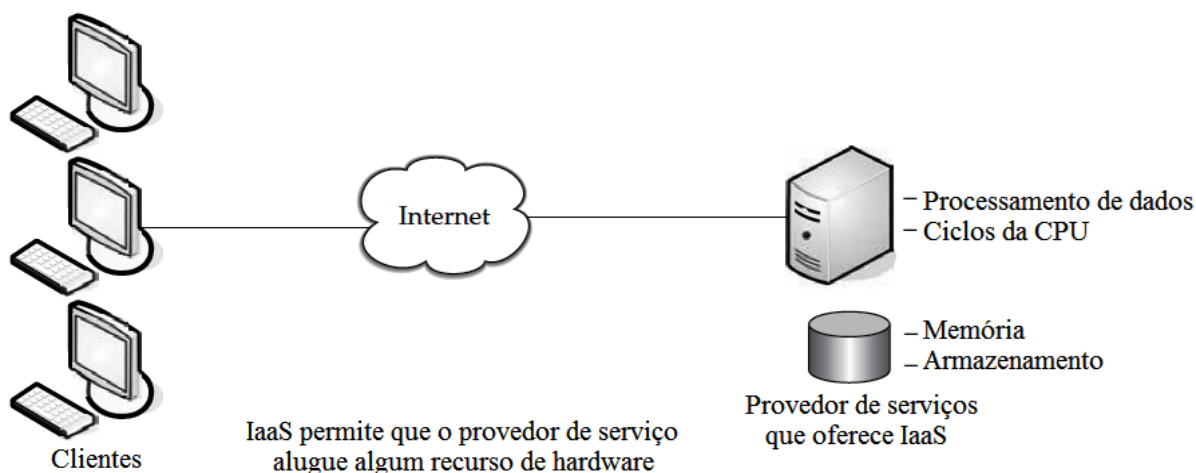 Internet
– Processamento de dados
– Ciclos da CPU
– Memória
– Armazenamento
Provedor de serviços
que oferece IaaS
IaaS permite que o provedor de serviço
alugue algum recurso de hardware
Clientes